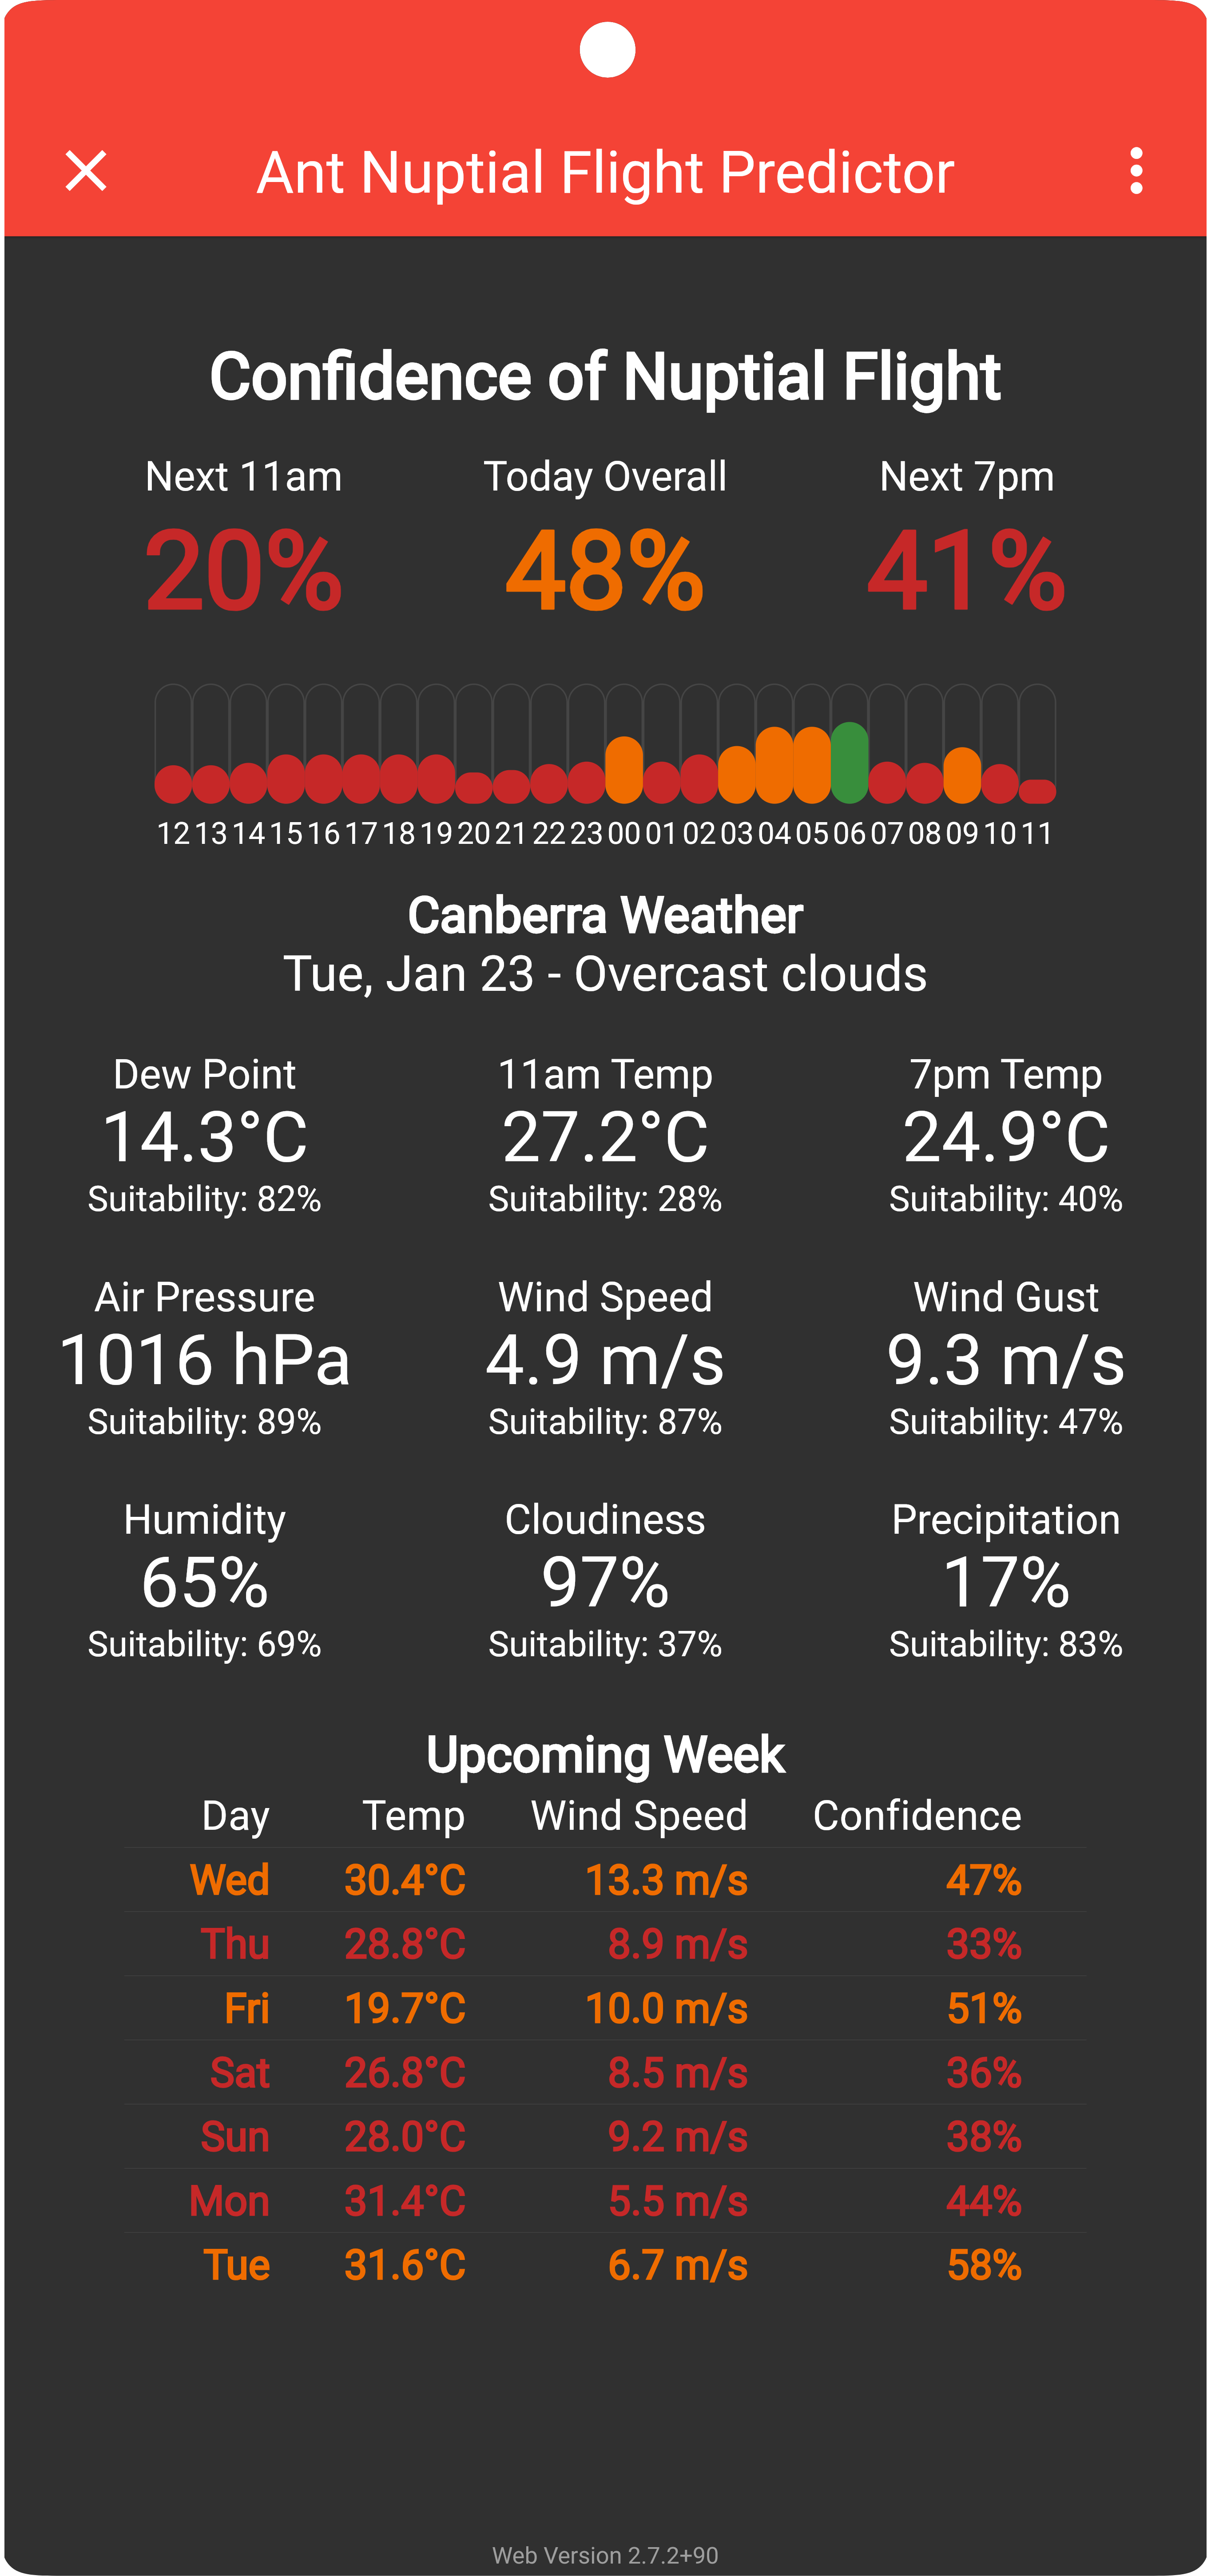 Ant Nuptial Flight Predictor
Confidence of Nuptial Flight
Next 11am Today Overall Next 7pm
20% 48% 41%
12 13 14 15 16 17 18 19 20 21 22 23 00 01 02 03 04 05 06 07 08 09 10 11
Canberra Weather
Tue, Jan 23 - Overcast clouds
Dew Point 11am Temp 7pm Temp
14.3°C 27.2°C 24.9°C
Suitability: 82% Suitability: 28% Suitability: 40%
Air Pressure Wind Speed Wind Gust
1016 hPa 4.9 m/s 9.3 m/s
Suitability: 89% Suitability: 87% Suitability: 47%
Humidity Cloudiness Precipitation
65% 97% 17%
Suitability: 69% Suitability: 37% Suitability: 83%
Upcoming Week
Day Temp Wind Speed Confidence
Wed 30.4°C 13.3 m/s 47%
Thu 28.8°C 8.9 m/s 33%
Fri 19.7°C 10.0 m/s 51%
Sat 26.8°C 8.5 m/s 36%
Sun 28.0°C 9.2 m/s 38%
Mon 31.4°C 5.5 m/s 44%
Tue 31.6°C 6.7 m/s 58%
Web Version 2.7.2+90